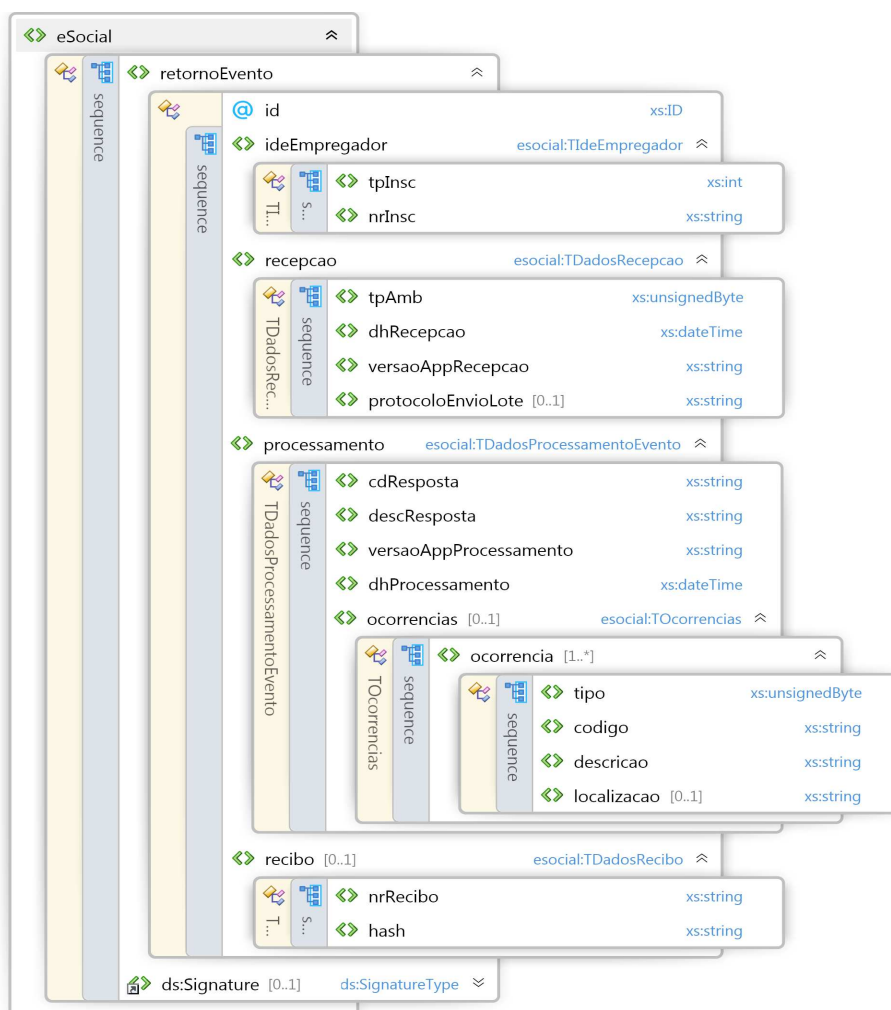 eSocial
sequence
retornoEvento
sequence
@ id xs:ID
ideEmpregador esocial:TIdeEmpregador
TI... s...
tpInsc xs:int
nrInsc xs:string
recepcao esocial:TDadosRecepcao
TDadosRec... sequence
tpAmb xs:unsignedByte
dhRecepcao xs:dateTime
versaoAppRecepcao xs:string
protocoloEnvioLote [0..1] xs:string
processamento esocial:TDadosProcessamentoEvento
TDadosProcessamentoEvento sequence
cdResposta xs:string
descResposta xs:string
versaoAppProcessamento xs:string
dhProcessamento xs:dateTime
ocorrencias [0..1] esocial:TOcorrencias
TOcorrencias sequence
ocorrencia [1..*]
sequence
tipo xs:unsignedByte
codigo xs:string
descricao xs:string
localizacao [0..1] xs:string
recibo [0..1] esocial:TDadosRecibo
T... s...
nrRecibo xs:string
hash xs:string
ds:Signature [0..1] ds:SignatureType